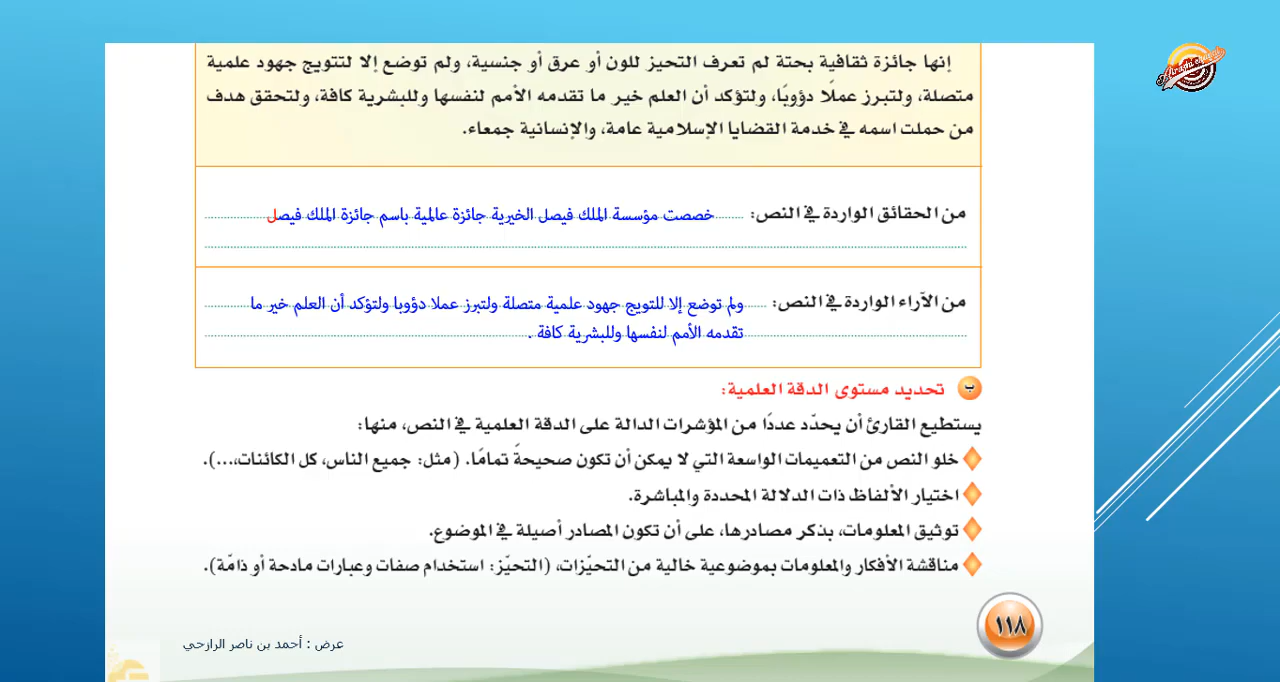 إنها جائزة ثقافية بحتة لم تعرف التحيز للون أو عرق أو جنسية، ولم توضع إلا لتتويج جهود علمية
متصلة، ولتبرز عملًا دؤوبًا، ولتؤكد أن العلم خير ما تقدمه الأمم لنفسها وللبشرية كافة، ولتحقق هدف
من حملت اسمه في خدمة القضايا الإسلامية عامة، والإنسانية جمعاء.
من الحقائق الواردة في النص: خصصت مؤسسة الملك فيصل الخيرية جائزة عالمية باسم جائزة الملك فيصل
من الآراء الواردة في النص: ولم توضع إلا للتويج جهود علمية متصلة ولتبرز عملا دؤوبا ولتؤكد أن العلم خير ما
تقدمه الأمم لنفسها وللبشرية كافة .
ب تحديد مستوى الدقة العلمية:
يستطيع القارئ أن يحدّد عددًا من المؤشرات الدالة على الدقة العلمية في النص، منها:
خلو النص من التعميمات الواسعة التي لا يمكن أن تكون صحيحةً تمامًا. (مثل: جميع الناس، كل الكائنات،...).
اختيار الألفاظ ذات الدلالة المحددة والمباشرة.
توثيق المعلومات، بذكر مصادرها، على أن تكون المصادر أصيلة في الموضوع.
مناقشة الأفكار والمعلومات بموضوعية خالية من التحيّزات، (التحيّز: استخدام صفات وعبارات مادحة أو ذامّة).
١١٨
عرض : أحمد بن ناصر الرازحي